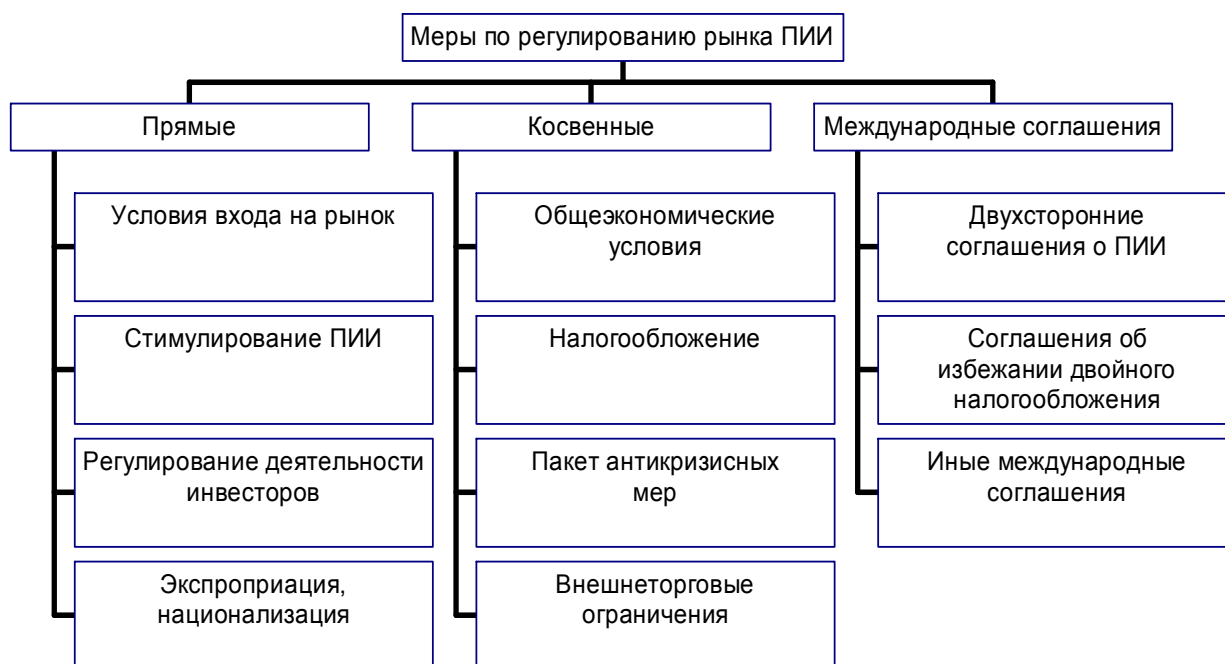 Меры по регулированию рынка ПИИ
Прямые
Косвенные
Международные соглашения
Условия входа на рынок
Стимулирование ПИИ
Регулирование деятельности
инвесторов
Экспроприация,
национализация
Общеэкономические
условия
Налогообложение
Пакет антикризисных
мер
Внешнеторговые
ограничения
Двухсторонние
соглашения о ПИИ
Соглашения об
избежании двойного
налогообложения
Иные международные
соглашения